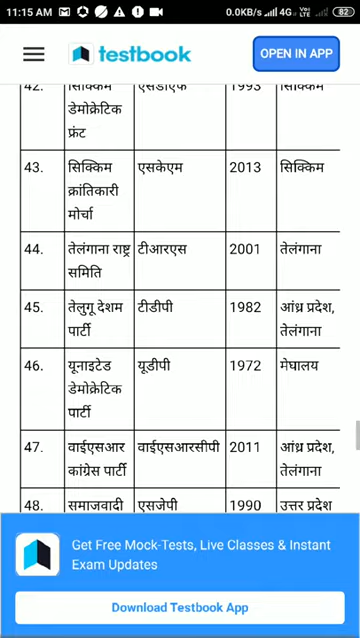 11:15 AM 0.0KB/s 4G Vo LTE 82
testbook
OPEN IN APP
42. सिक्किम एसडीएफ 1993 सिक्किम
डेमोक्रेटिक
फ्रंट
43. सिक्किम एसकेएम 2013 सिक्किम
क्रांतिकारी
मोर्चा
44. तेलंगाना राष्ट्र टीआरएस 2001 तेलंगाना
समिति
45. तेलुगू देशम टीडीपी 1982 आंध्र प्रदेश,
पार्टी तेलंगाना
46. यूनाइटेड यूडीपी 1972 मेघालय
डेमोक्रेटिक
पार्टी
47. वाईएसआर वाईएसआरसीपी 2011 आंध्र प्रदेश,
कांग्रेस पार्टी तेलंगाना
48. समाजवादी एसजेपी 1990 उत्तर प्रदेश
Get Free Mock-Tests, Live Classes & Instant
Exam Updates
Download Testbook App